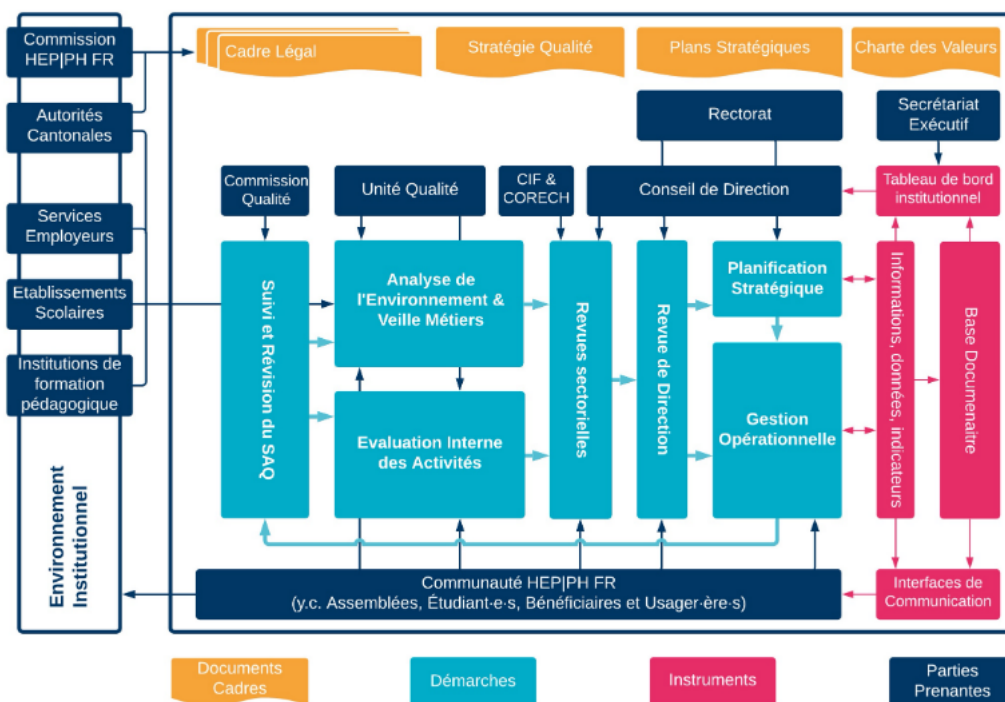 Commission
HEP|PH FR
Autorités
Cantonales
Services
Employeurs
Etablissements
Scolaires
Institutions de
formation
pédagogique
Environnement
Institutionnel
Cadre Légal
Stratégie Qualité
Plans Stratégiques
Charte des Valeurs
Rectorat
Secrétariat
Exécutif
Commission
Qualité
Unité Qualité
CIF &
CORECH
Conseil de Direction
Tableau de bord
institutionnel
Suivi et Révision du SAQ
Analyse de
l'Environnement &
Veille Métiers
Evaluation Interne
des Activités
Revues sectorielles
Revue de Direction
Planification
Stratégique
Gestion
Opérationnelle
Informations, données, indicateurs
Base Documenaitre
Communauté HEP|PH FR
(y.c. Assemblées, Étudiant·e·s, Bénéficiaires et Usager·ère·s)
Interfaces de
Communication
Documents
Cadres
Démarches
Instruments
Parties
Prenantes